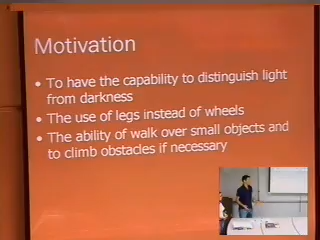 Motivation
• To have the capability to distinguish light
from darkness
• The use of legs instead of wheels
• The ability of walk over small objects and
to climb obstacles if necessary